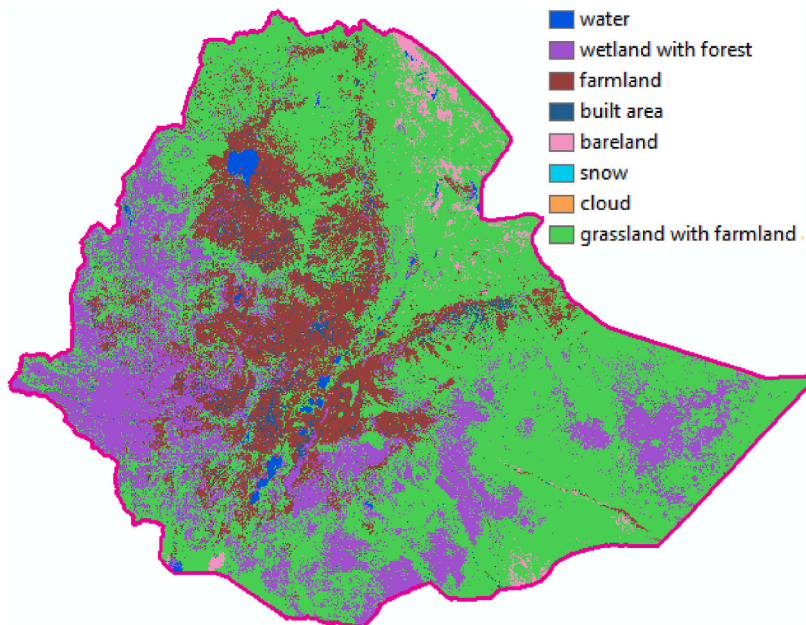 water
wetland with forest
farmland
built area
bareland
snow
cloud
grassland with farmland